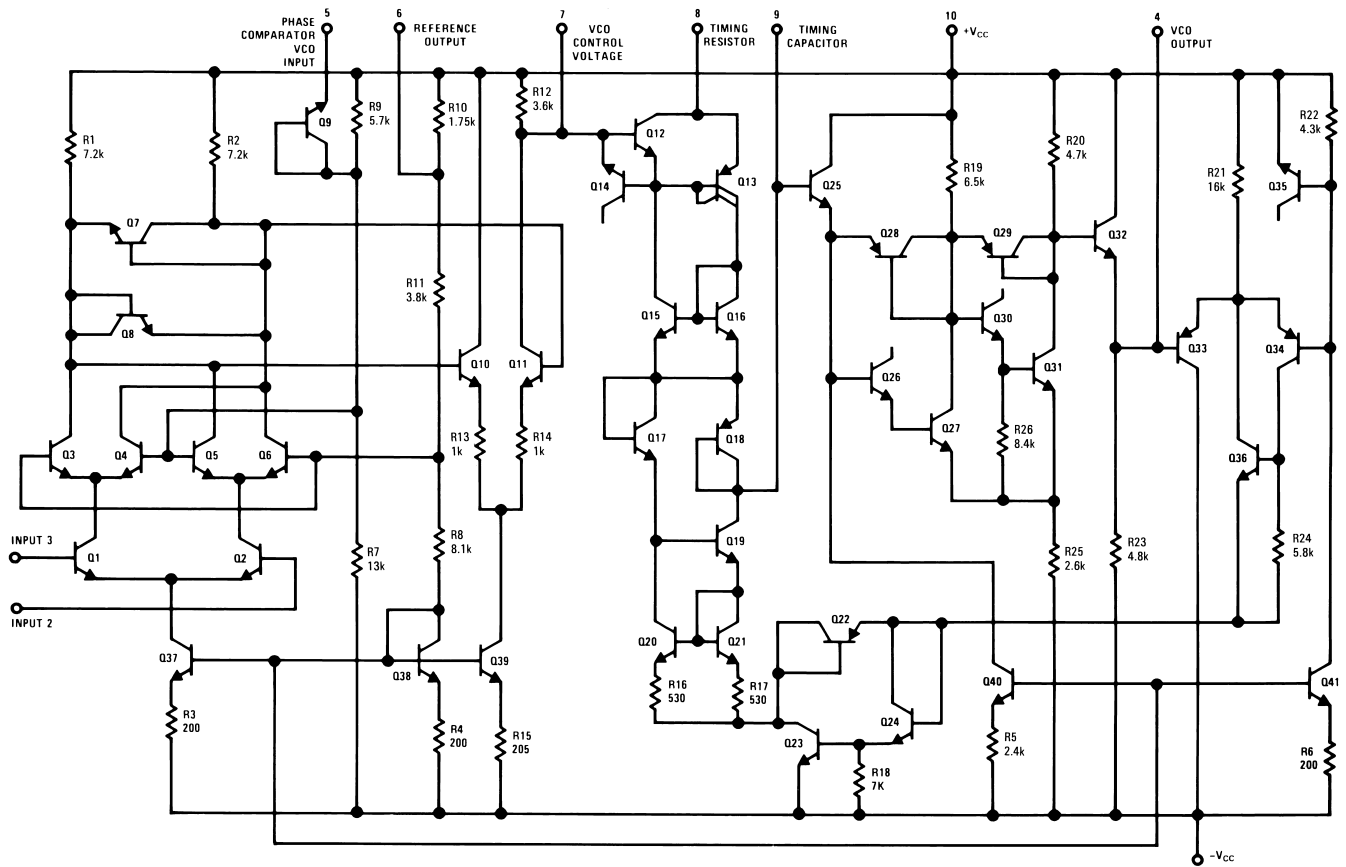 5
6
7
8
9
10
4
PHASE
COMPARATOR
VCO
INPUT
REFERENCE
OUTPUT
VCO
CONTROL
VOLTAGE
TIMING
RESISTOR
TIMING
CAPACITOR
+VCC
VCO
OUTPUT
R1
7.2k
R2
7.2k
Q9
R9
5.7k
R10
1.75k
R12
3.6k
Q12
Q14
Q13
Q25
R19
6.5k
R20
4.7k
R21
16k
Q35
R22
4.3k
Q7
Q8
R11
3.8k
Q28
Q29
Q32
Q15
Q16
Q30
Q10
Q11
Q26
Q31
Q33
Q34
Q3
Q4
Q5
Q6
R13
1k
R14
1k
Q17
Q18
Q27
R26
8.4k
Q36
INPUT 3
Q1
Q2
R7
13k
R8
8.1k
Q19
R25
2.6k
R23
4.8k
R24
5.8k
INPUT 2
Q37
Q38
Q39
Q20
Q21
Q22
Q40
Q41
R3
200
R4
200
R15
205
R16
530
R17
530
Q23
Q24
R18
7K
R5
2.4k
R6
200
-VCC